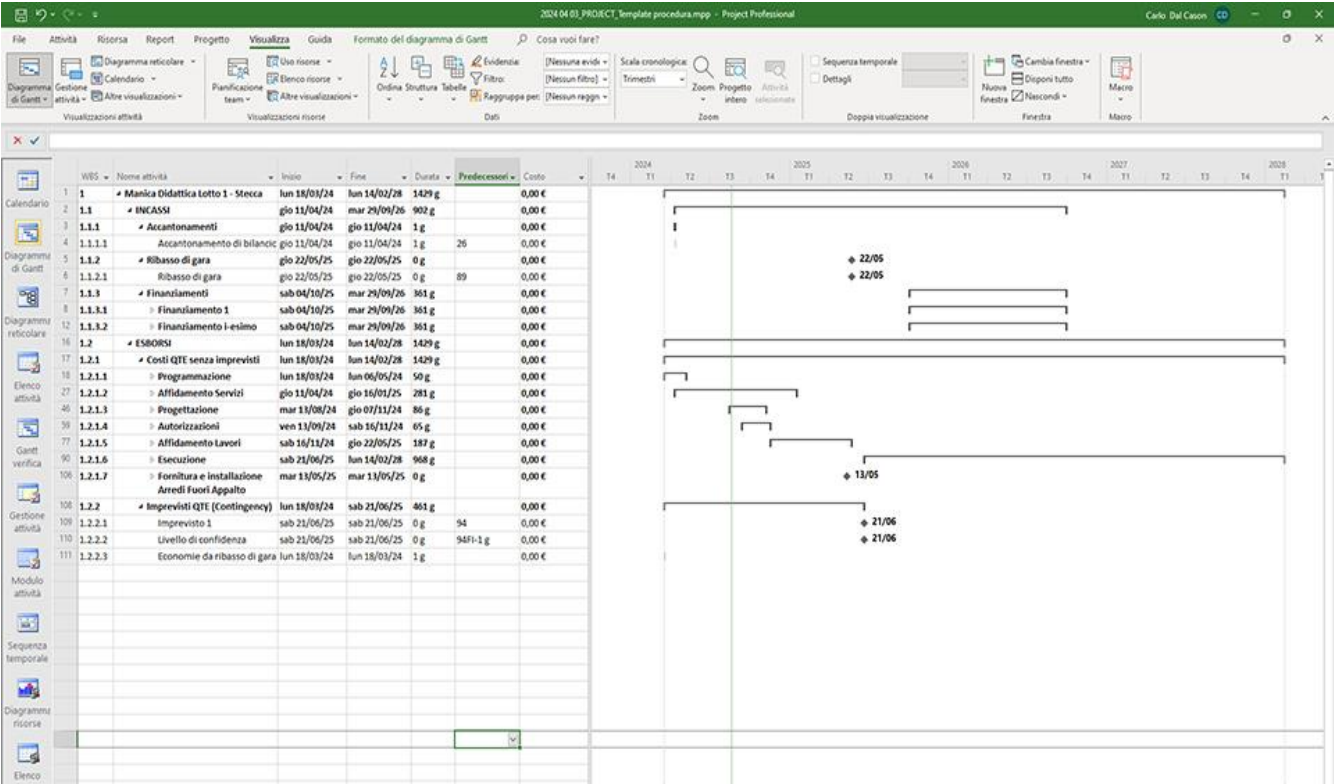 2024 04 03_PROJECT_Template procedura.mpp - Project Professional
Carlo Dal Cason CD
File Attività Risorsa Report Progetto Visualizza Guida Formato del diagramma di Gantt Cosa vuoi fare?
Diagramma di Gantt
Gestione attività
Diagramma reticolare
Calendario
Altre visualizzazioni
Visualizzazioni attività
Pianificazione team
Uso risorse
Elenco risorse
Altre visualizzazioni
Visualizzazioni risorse
Ordina Struttura Tabelle
Evidenzia: [Nessuna evidi
Filtro: [Nessun filtro]
Raggruppa per: [Nessun raggn
Dati
Scala cronologica:
Trimestri
Zoom
Progetto intero
Attività selezionate
Zoom
Sequenza temporale
Dettagli
Doppia visualizzazione
Nuova finestra
Cambia finestra
Disponi tutto
Nascondi
Finestra
Macro
Macro
Calendario
Diagramma di Gantt
Diagramma reticolare
Elenco attività
Gantt verifica
Gestione attività
Modulo attività
Sequenza temporale
Diagramma risorse
Elenco
WBS Nome attività Inizio Fine Durata Predecessori Costo
1 1 Manica Didattica Lotto 1 - Stecca lun 18/03/24 lun 14/02/28 1429 g 0,00 €
2 1.1 INCASSI gio 11/04/24 mar 29/09/26 902 g 0,00 €
3 1.1.1 Accantonamenti gio 11/04/24 gio 11/04/24 1 g 0,00 €
4 1.1.1.1 Accantonamento di bilancic gio 11/04/24 gio 11/04/24 1 g 26 0,00 €
5 1.1.2 Ribasso di gara gio 22/05/25 gio 22/05/25 0 g 0,00 €
6 1.1.2.1 Ribasso di gara gio 22/05/25 gio 22/05/25 0 g 89 0,00 €
7 1.1.3 Finanziamenti sab 04/10/25 mar 29/09/26 361 g 0,00 €
8 1.1.3.1 Finanziamento 1 sab 04/10/25 mar 29/09/26 361 g 0,00 €
12 1.1.3.2 Finanziamento i-esimo sab 04/10/25 mar 29/09/26 361 g 0,00 €
16 1.2 ESBORSI lun 18/03/24 lun 14/02/28 1429 g 0,00 €
17 1.2.1 Costi QTE senza imprevisti lun 18/03/24 lun 14/02/28 1429 g 0,00 €
18 1.2.1.1 Programmazione lun 18/03/24 lun 06/05/24 50 g 0,00 €
27 1.2.1.2 Affidamento Servizi gio 11/04/24 gio 16/01/25 281 g 0,00 €
46 1.2.1.3 Progettazione mar 13/08/24 gio 07/11/24 86 g 0,00 €
59 1.2.1.4 Autorizzazioni ven 13/09/24 sab 16/11/24 65 g 0,00 €
77 1.2.1.5 Affidamento Lavori sab 16/11/24 gio 22/05/25 187 g 0,00 €
90 1.2.1.6 Esecuzione sab 21/06/25 lun 14/02/28 968 g 0,00 €
106 1.2.1.7 Fornitura e installazione mar 13/05/25 mar 13/05/25 0 g 0,00 €
Arredi Fuori Appalto
108 1.2.2 Imprevisti QTE (Contingency) lun 18/03/24 sab 21/06/25 461 g 0,00 €
109 1.2.2.1 Imprevisto 1 sab 21/06/25 sab 21/06/25 0 g 94 0,00 €
110 1.2.2.2 Livello di confidenza sab 21/06/25 sab 21/06/25 0 g 94FI-1 g 0,00 €
111 1.2.2.3 Economie da ribasso di gara lun 18/03/24 lun 18/03/24 1 g 0,00 €
2024 2025 2026 2027 2028
T4 T1 T2 T3 T4 T1 T2 T3 T4 T1 T2 T3 T4 T1 T2 T3 T4 T1
22/05
22/05
13/05
21/06
21/06